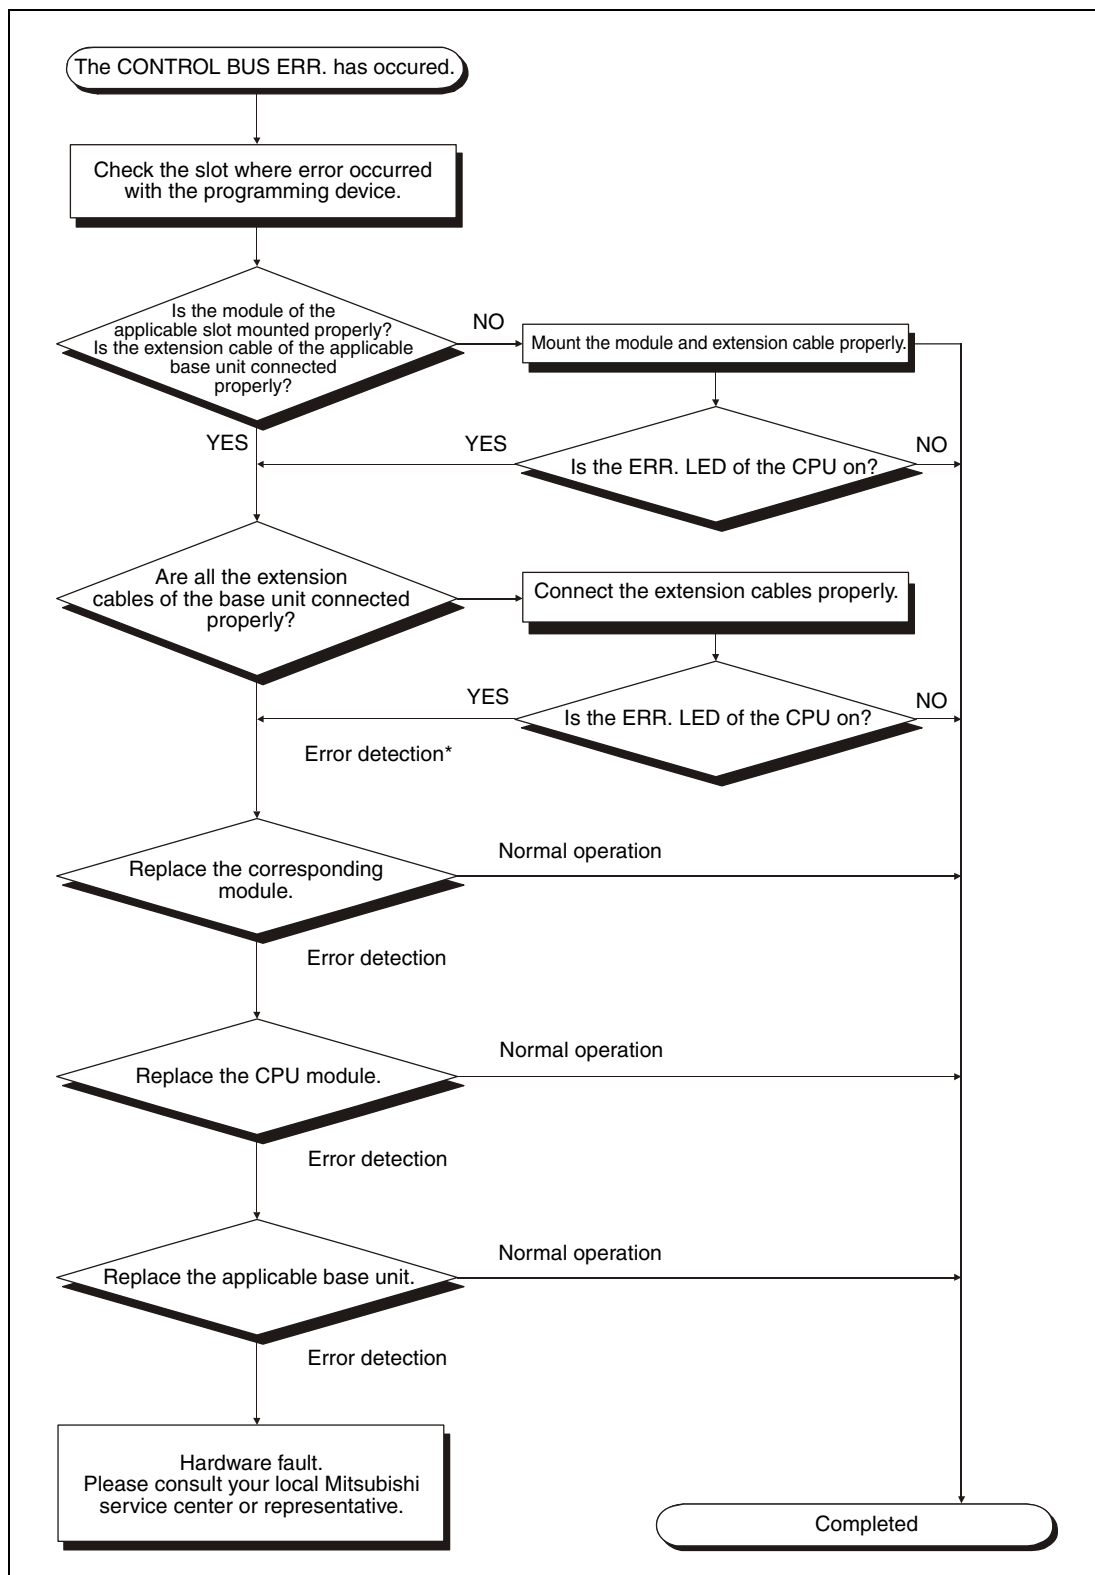 The CONTROL BUS ERR. has occured.
Check the slot where error occurred
with the programming device.
Is the module of the
applicable slot mounted properly?
Is the extension cable of the applicable
base unit connected
properly?
NO
Mount the module and extension cable properly.
YES
YES
Is the ERR. LED of the CPU on?
NO
Are all the extension
cables of the base unit connected
properly?
Connect the extension cables properly.
YES
Is the ERR. LED of the CPU on?
NO
Error detection*
Replace the corresponding
module.
Normal operation
Error detection
Replace the CPU module.
Normal operation
Error detection
Replace the applicable base unit.
Normal operation
Error detection
Hardware fault.
Please consult your local Mitsubishi
service center or representative.
Completed